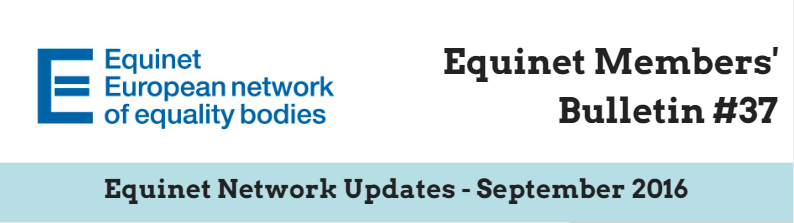 Equinet
European network
of equality bodies
Equinet Members'
Bulletin #37
Equinet Network Updates - September 2016